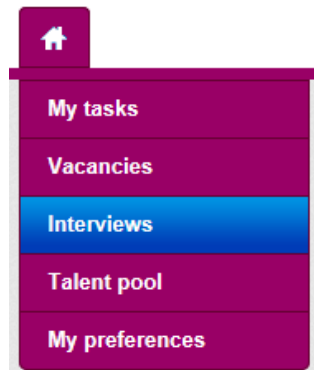 My tasks
Vacancies
Interviews
Talent pool
My preferences